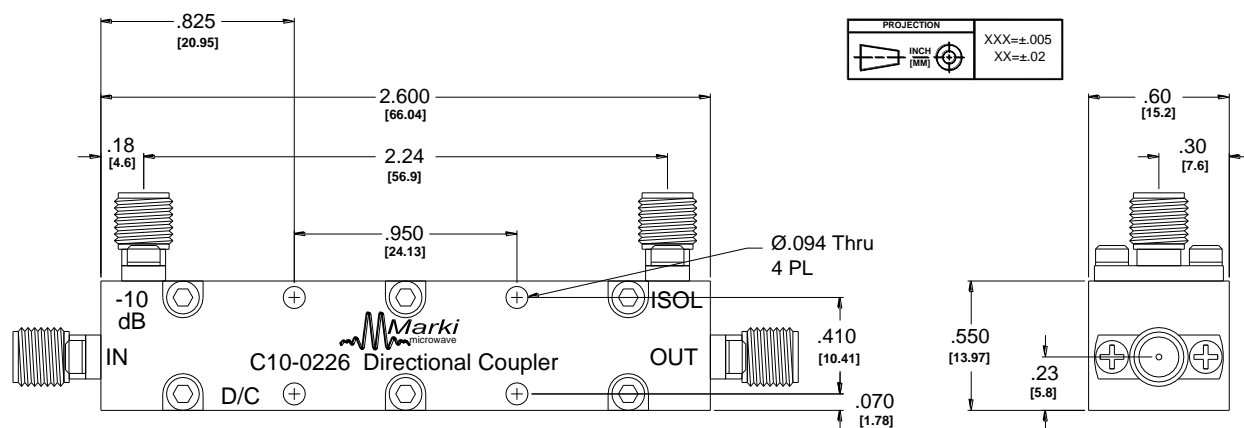 .825
[20.95]
PROJECTION
INCH
[MM]
XXX=±.005
XX=±.02
2.600
[66.04]
.60
[15.2]
.18
[4.6]
2.24
[56.9]
.30
[7.6]
.950
[24.13]
Ø.094 Thru
4 PL
-10
dB
ISOL
Marki
microwave
.410
[10.41]
.550
[13.97]
IN
OUT
C10-0226 Directional Coupler
.23
[5.8]
D/C
.070
[1.78]